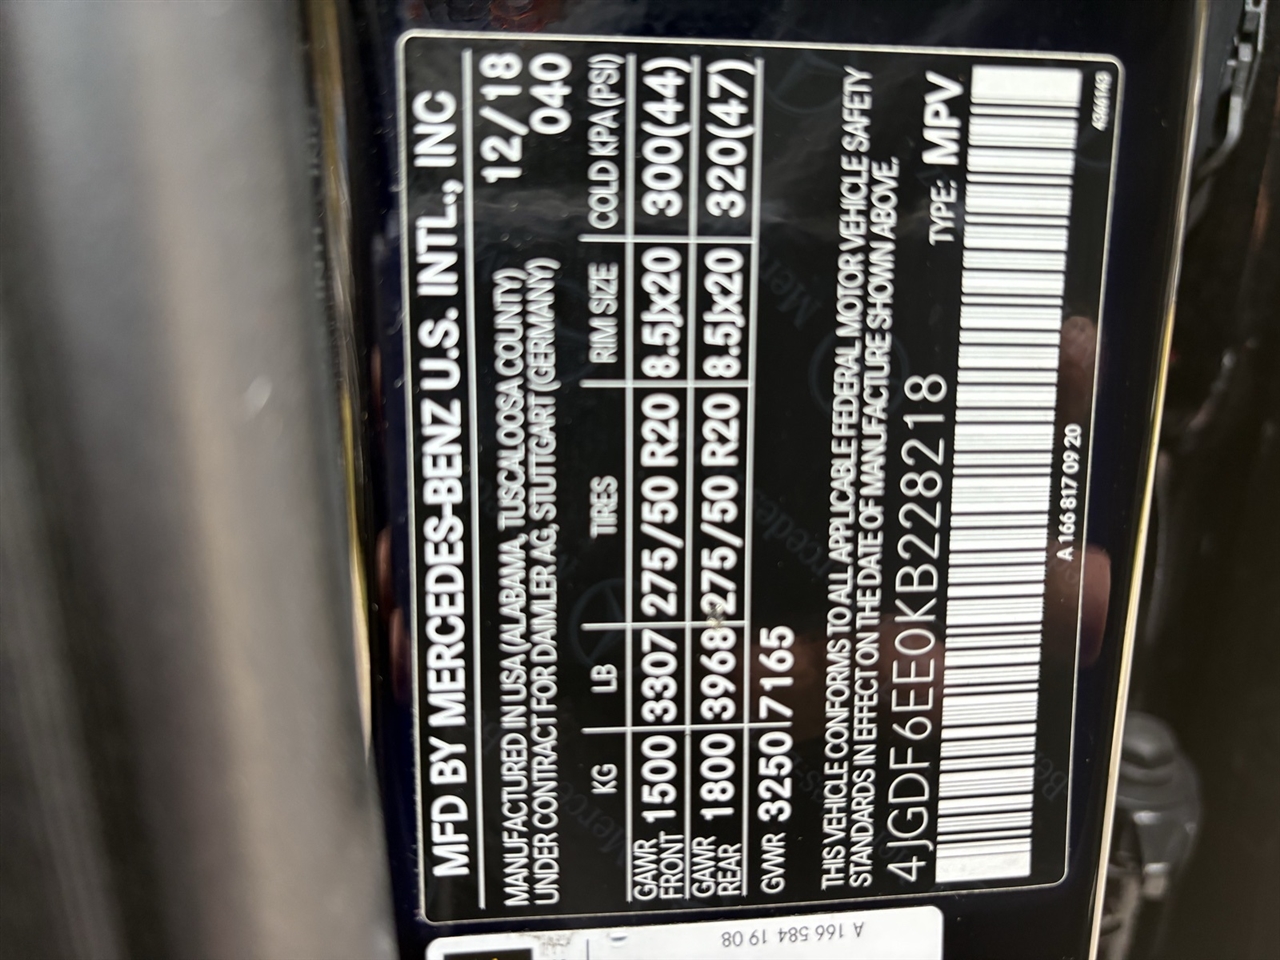 MFD BY MERCEDES-BENZ U.S. INTL., INC
12/18
MANUFACTURED IN USA (ALABAMA, TUSCALOOSA COUNTY)
UNDER CONTRACT FOR DAIMLER AG, STUTTGART (GERMANY)
040
KG LB TIRES RIM SIZE COLD KPA (PSI)
GAWR FRONT 1500 3307 275/50 R20 8.5Jx20 300(44)
GAWR REAR 1800 3968 275/50 R20 8.5Jx20 320(47)
GVWR 3250 7165
THIS VEHICLE CONFORMS TO ALL APPLICABLE FEDERAL MOTOR VEHICLE SAFETY
STANDARDS IN EFFECT ON THE DATE OF MANUFACTURE SHOWN ABOVE.
4JGDF6EE0KB228218 TYPE: MPV
A 166 817 09 20
A 166 584 19 08